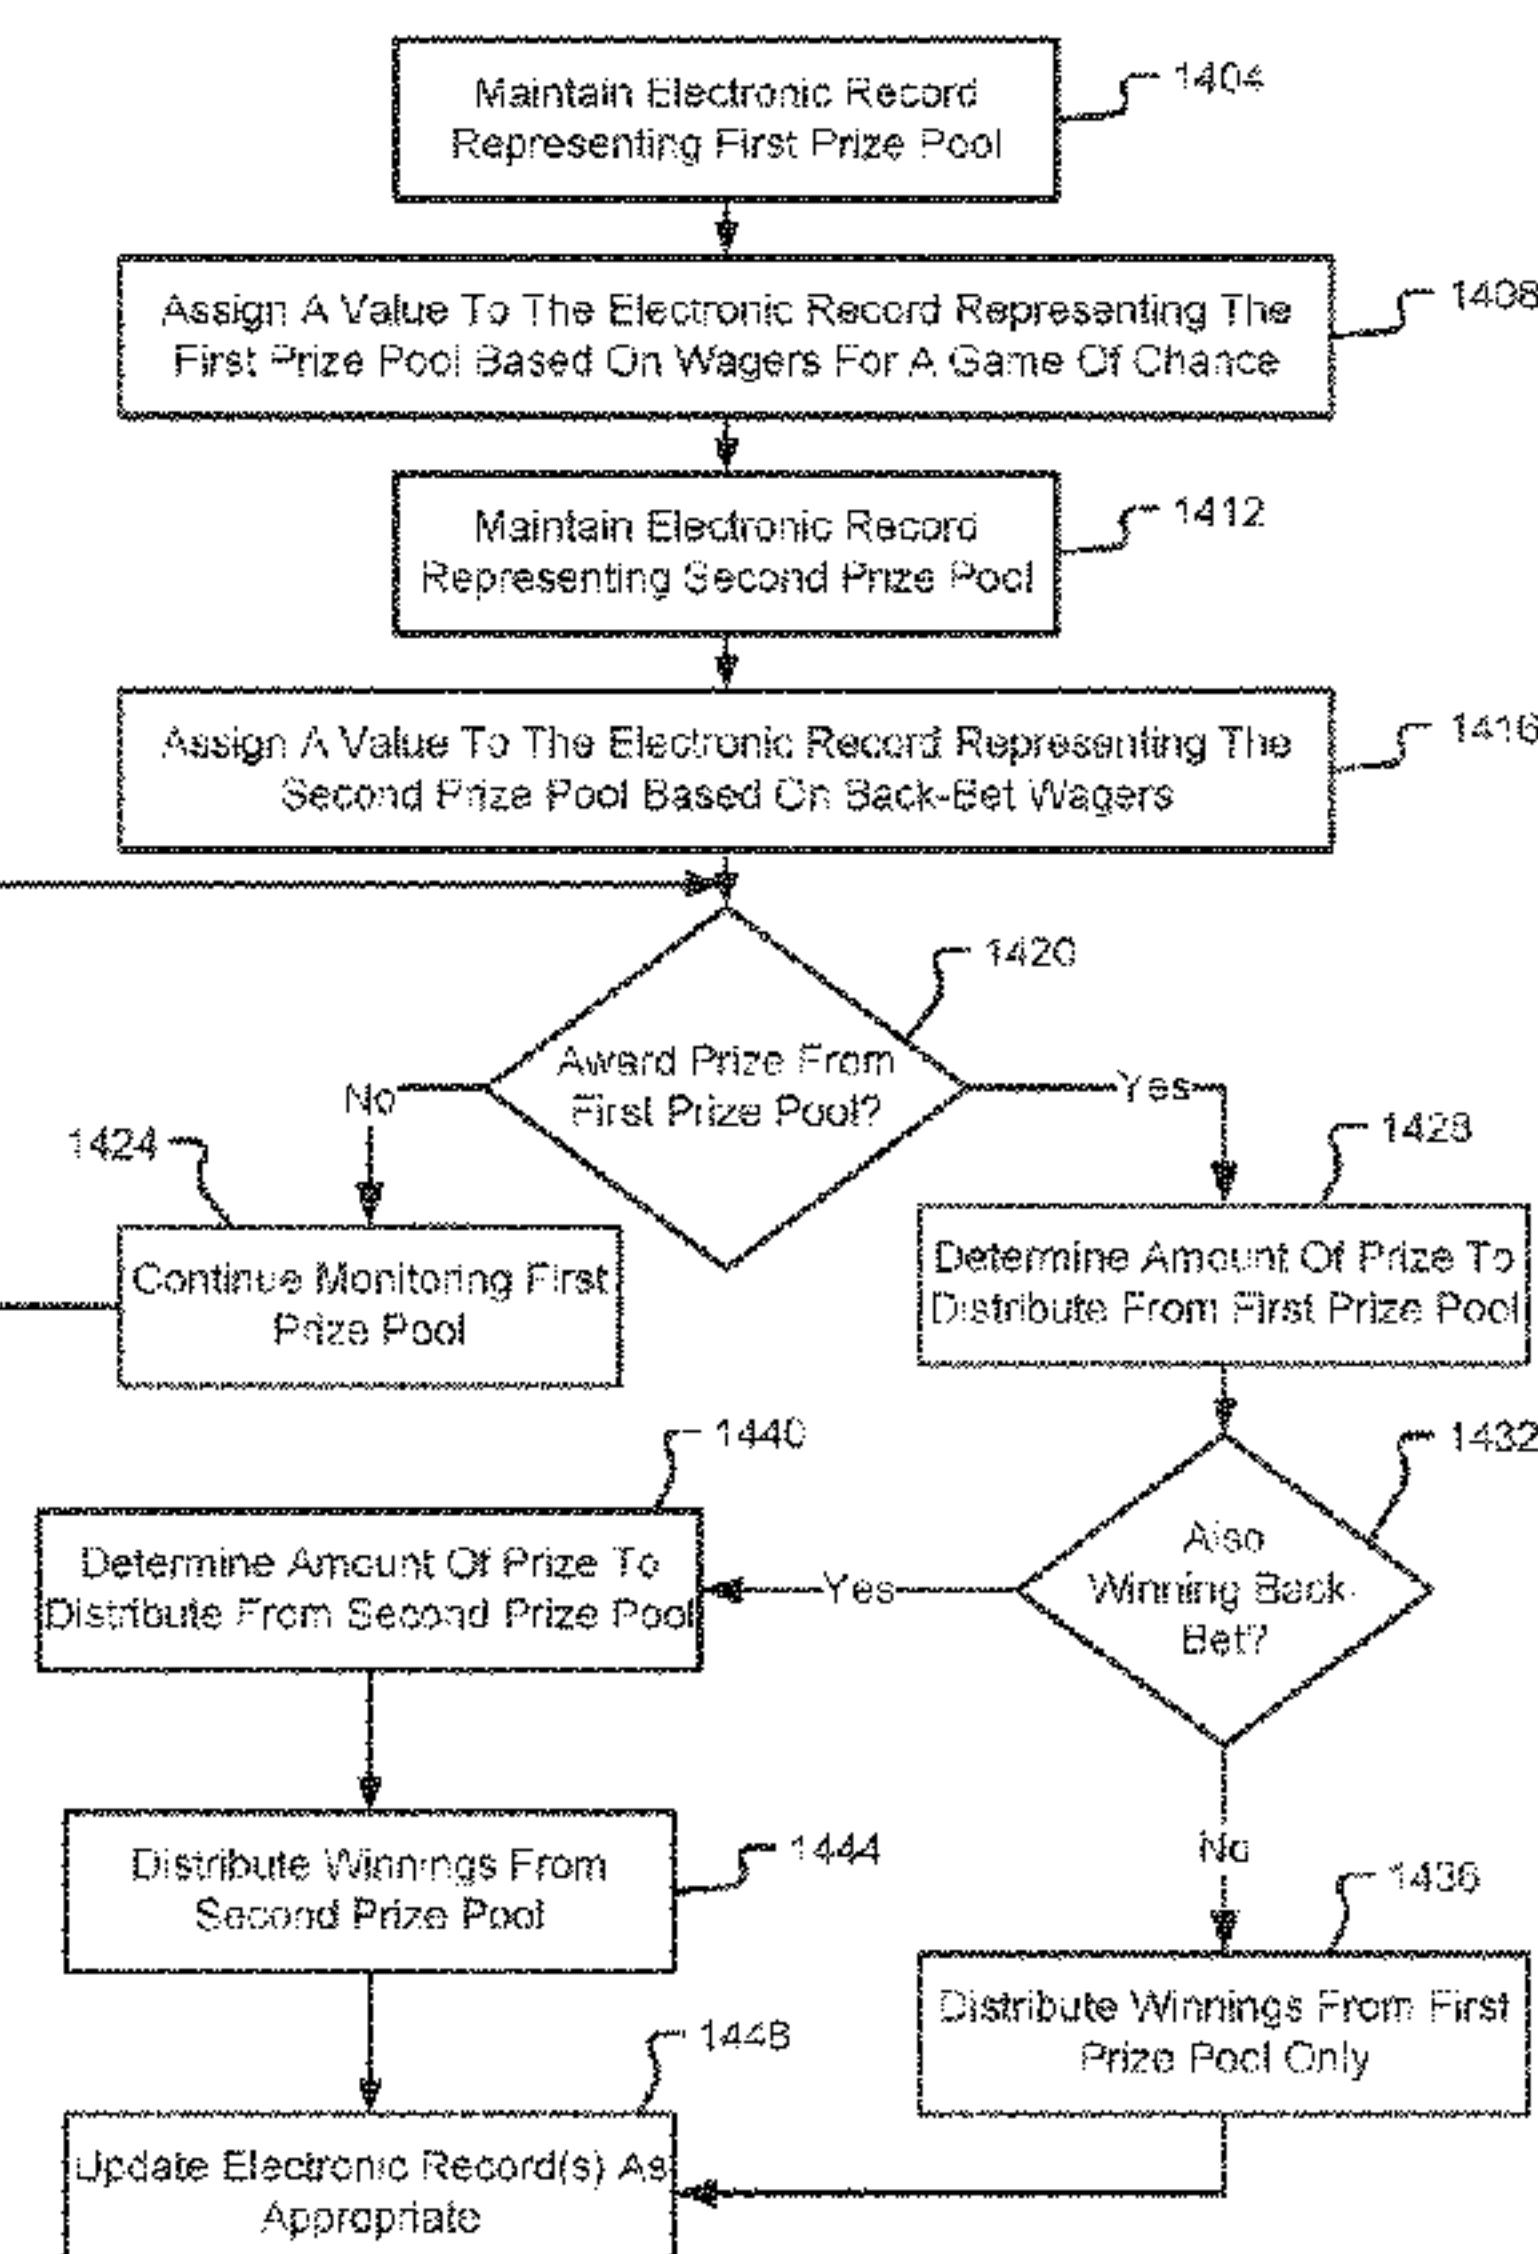 Maintain Electronic Record
Representing First Prize Pool
1404
Assign A Value To The Electronic Record Representing The
First Prize Pool Based On Wagers For A Game Of Chance
1408
Maintain Electronic Record
Representing Second Prize Pool
1412
Assign A Value To The Electronic Record Representing The
Second Prize Pool Based On Back-Bet Wagers
1416
1420
Award Prize From
First Prize Pool?
No
Yes
1424
Continue Monitoring First
Prize Pool
1428
Determine Amount Of Prize To
Distribute From First Prize Pool
1432
Also
Winning Back-
Bet?
Yes
No
1440
Determine Amount Of Prize To
Distribute From Second Prize Pool
1444
Distribute Winnings From
Second Prize Pool
1436
Distribute Winnings From First
Prize Pool Only
1448
Update Electronic Record(s) As
Appropriate